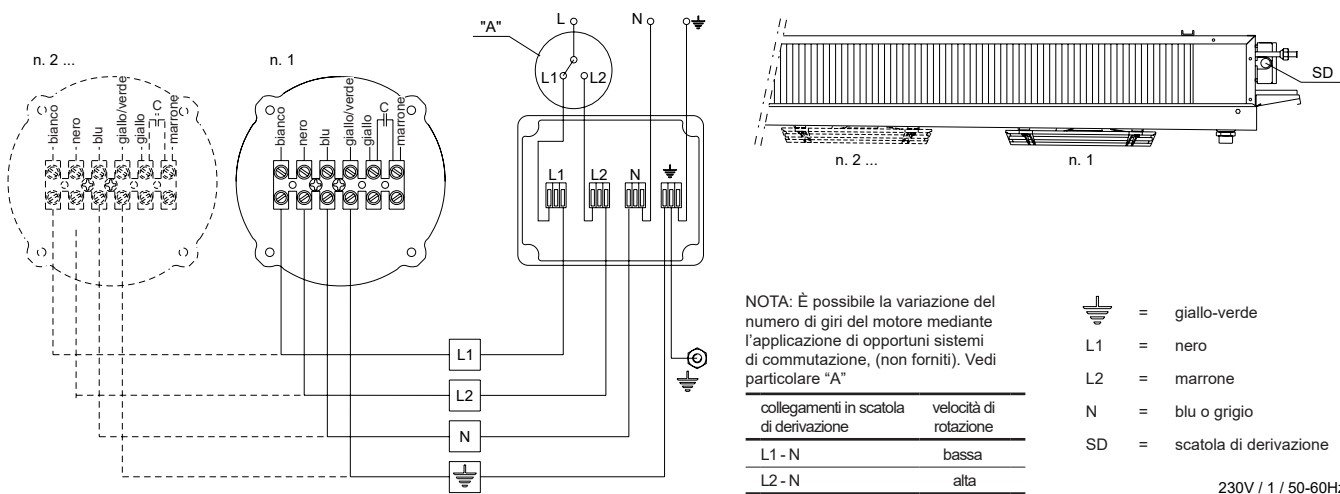 "A"
L
N
n. 2 ...
n. 1
L1
L2
SD
bianco
nero
blu
giallo/verde
giallo
C
marrone
bianco
nero
blu
giallo/verde
giallo
C
marrone
n. 2 ...
n. 1
L1
L2
N
NOTA: È possibile la variazione del
numero di giri del motore mediante
l'applicazione di opportuni sistemi
di commutazione, (non forniti). Vedi
particolare “A”
collegamenti in scatola
di derivazione
velocità di
rotazione
L1 - N bassa
L2 - N alta
= giallo-verde
L1 = nero
L2 = marrone
N = blu o grigio
SD = scatola di derivazione
L1
L2
N
230V / 1 / 50-60Hz